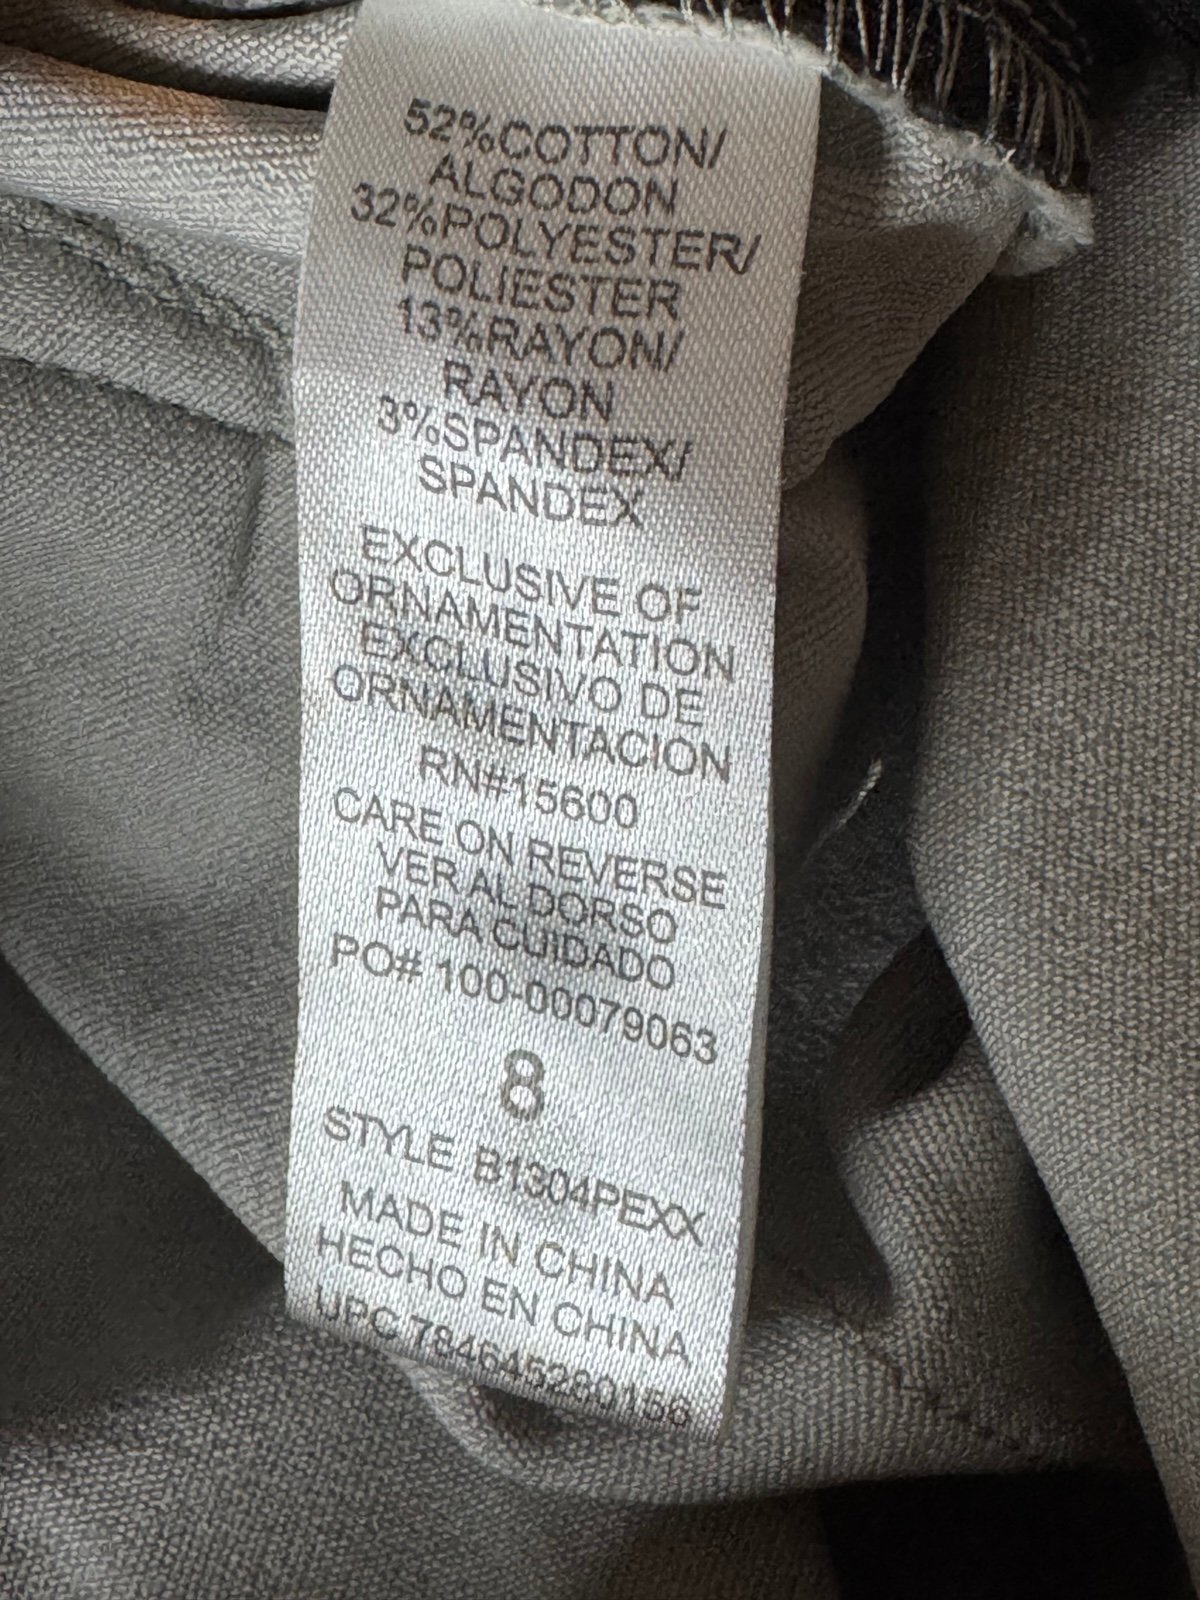 52%COTTON/
ALGODON
32%POLYESTER/
POLIESTER
13%RAYON/
RAYON
3%SPANDEX/
SPANDEX
EXCLUSIVE OF
ORNAMENTATION
EXCLUSIVO DE
ORNAMENTACION
RN#15600
CARE ON REVERSE
VER AL DORSO
PARA CUIDADO
PO# 100-00079063
8
STYLE B1304PEXX
MADE IN CHINA
HECHO EN CHINA
UPC 784645280156